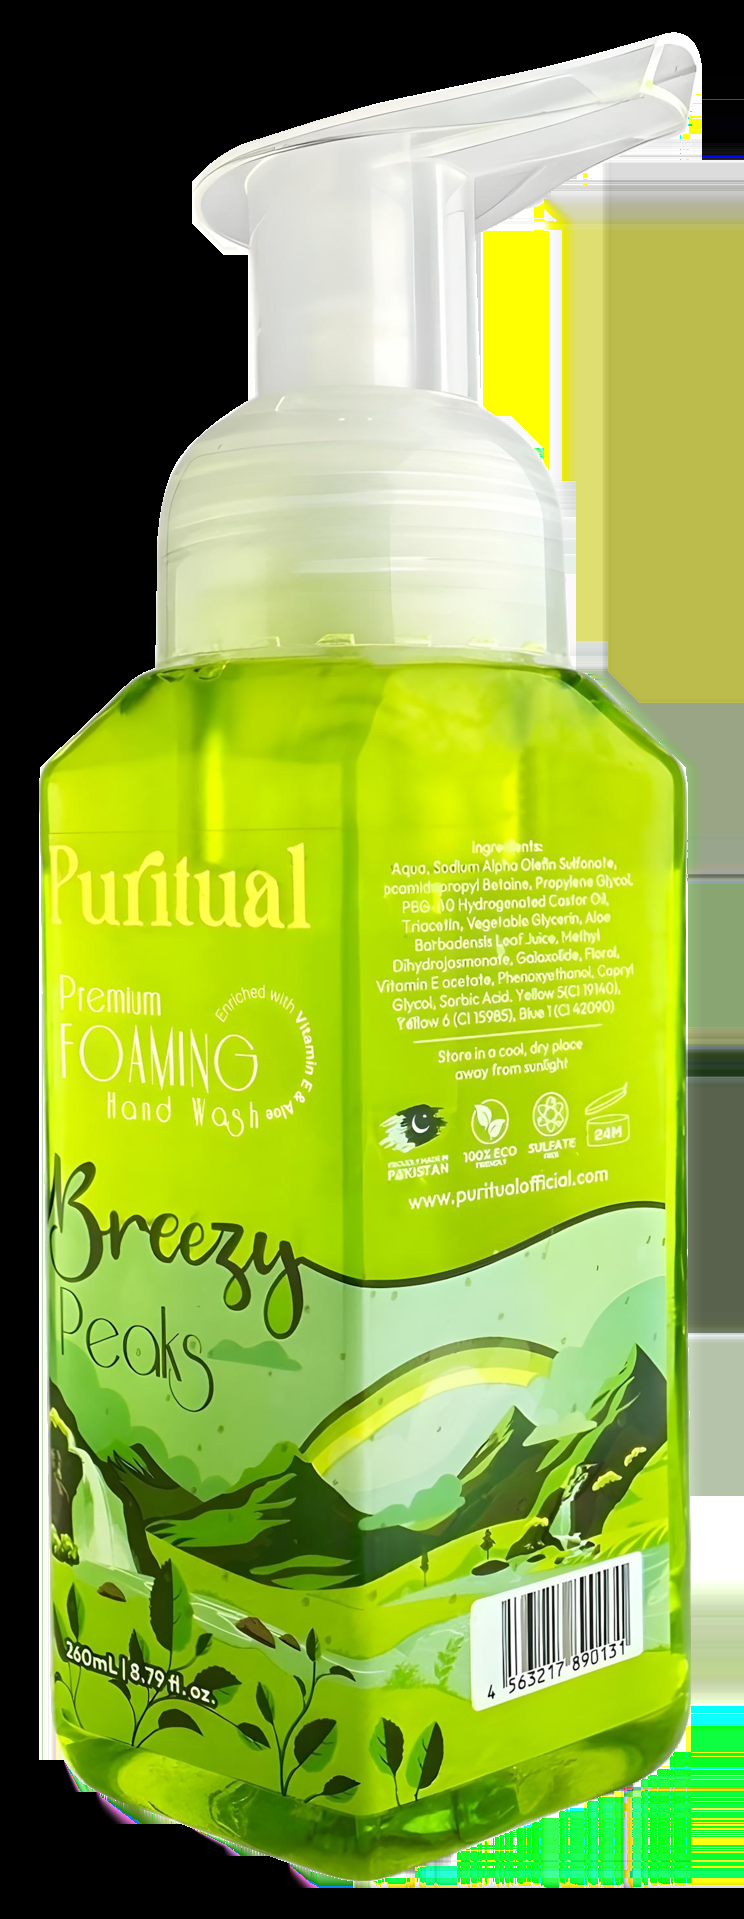 Puritual
Premium
FOAMING
Hand Wash
Enriched with Vitamin E & Aloe
Breezy
Peaks
260mL | 8.79 fl. oz.
Ingredients:
Aqua, Sodium Alpha Olefin Sulfonate,
ocamidopropyl Betaine, Propylene Glycol,
PEG 40 Hydrogenated Castor Oil,
Triacetin, Vegetable Glycerin, Aloe
Barbadensis Leaf Juice, Methyl
Dihydrojasmonate, Galaxolide, Floral,
Vitamin E acetate, Phenoxyethanol, Capryl
Glycol, Sorbic Acid. Yellow 5(CI 19140),
Yellow 6 (CI 15985), Blue 1 (CI 42090)
Store in a cool, dry place
away from sunlight
PROUDLY MADE IN
PAKISTAN
100% ECO
FRIENDLY
SULFATE
FREE
24M
www.puritualofficial.com
4 563217 890131